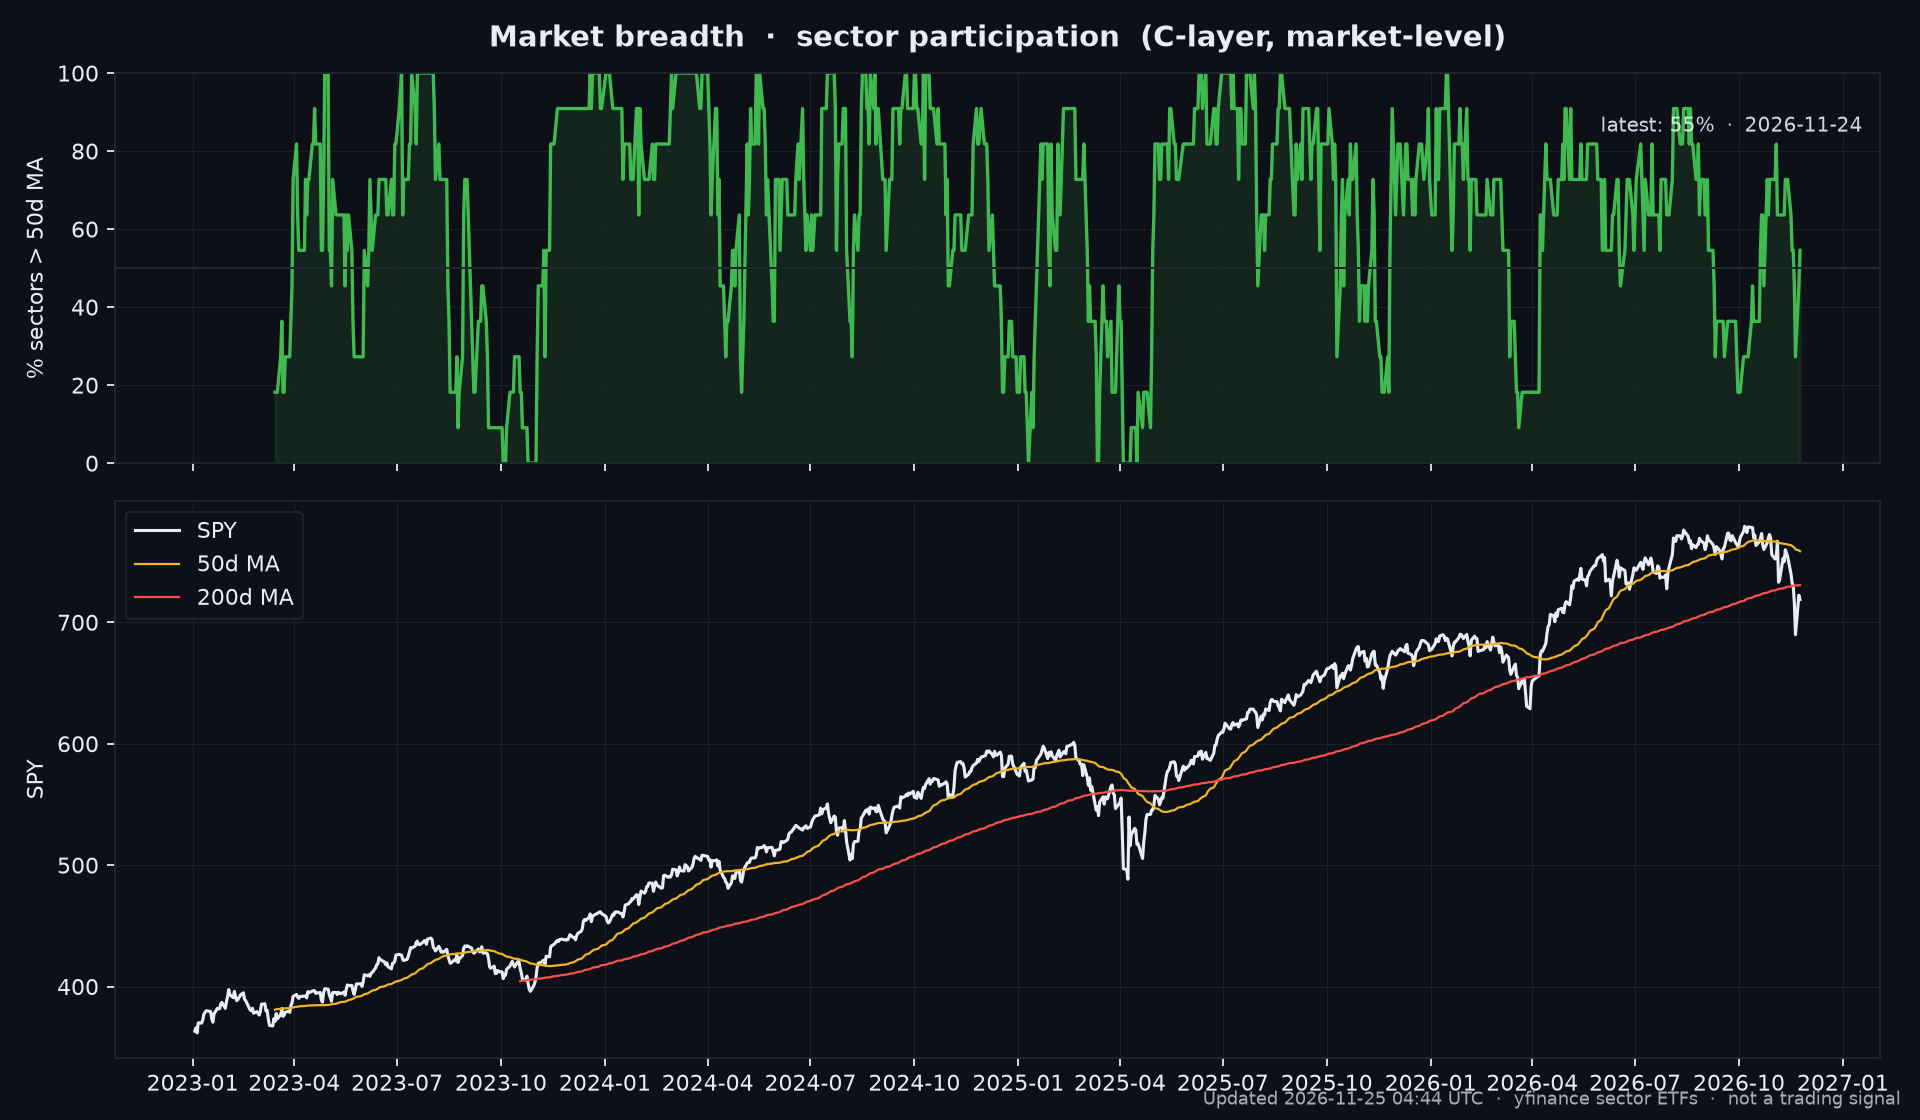 Market breadth · sector participation (C-layer, market-level)
% sectors > 50d MA
100
80
60
40
20
0
latest: 55% · 2026-11-24
SPY
50d MA
200d MA
SPY
700
600
500
400
2023-01 2023-04 2023-07 2023-10 2024-01 2024-04 2024-07 2024-10 2025-01 2025-04 2025-07 2025-10 2026-01 2026-04 2026-07 2026-10 2027-01
Updated 2026-11-25 04:44 UTC · yfinance sector ETFs · not a trading signal